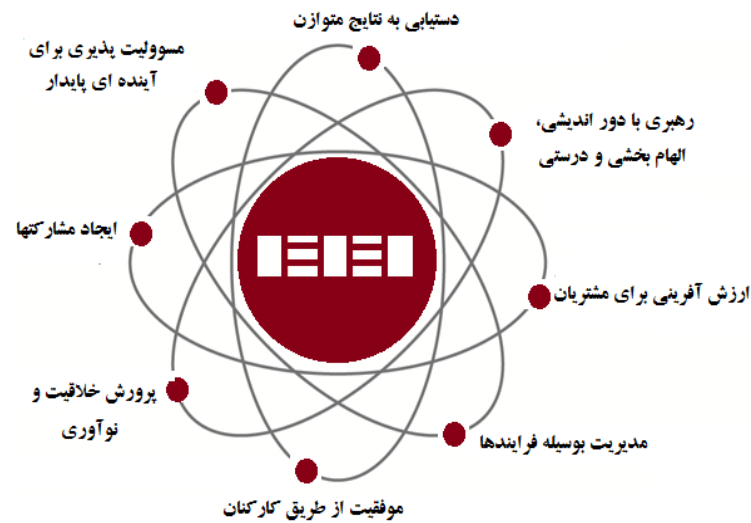 دستیابی به نتایج متوازن
مسوولیت پذیری برای
آینده ای پایدار
رهبری با دور اندیشی،
الهام بخشی و درستی
ایجاد مشارکتها
ارزش آفرینی برای مشتریان
پرورش خلاقیت و
نوآوری
مدیریت بوسیله فرایندها
موفقیت از طریق کارکنان